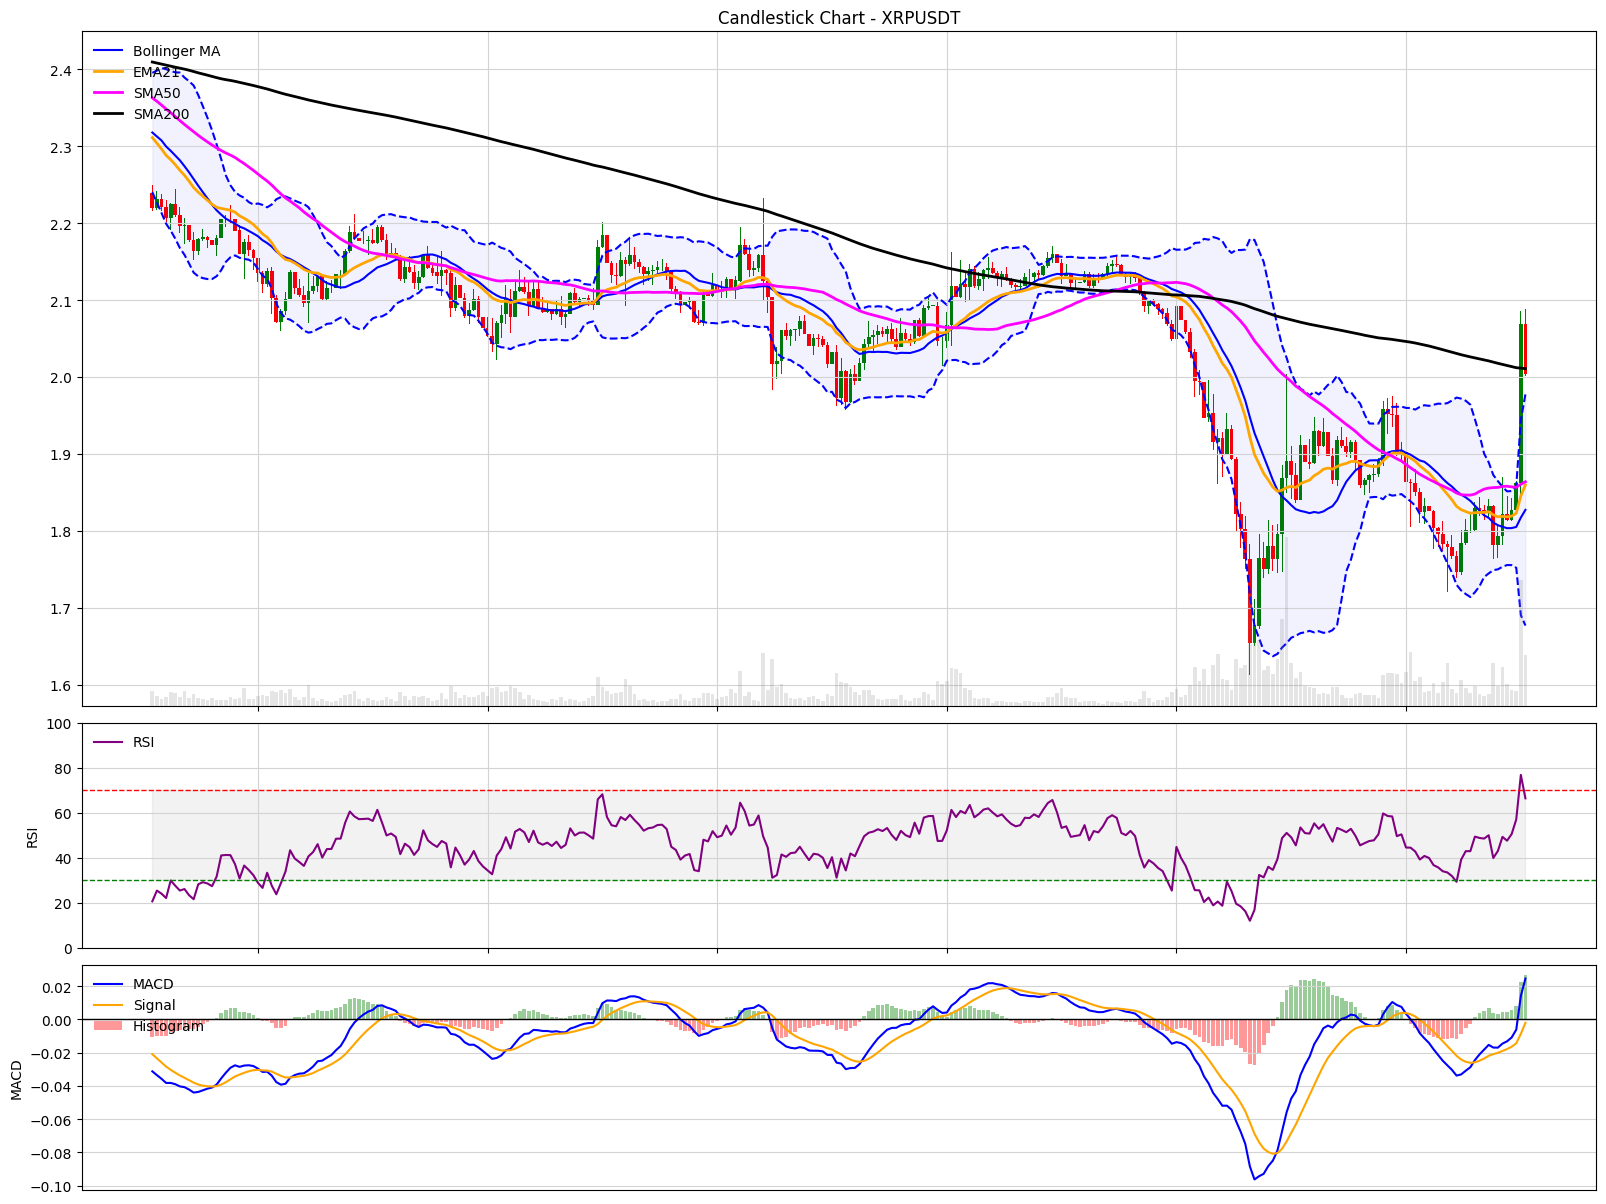 Candlestick Chart - XRPUSDT
Bollinger MA
EMA21
SMA50
SMA200
2.4
2.3
2.2
2.1
2.0
1.9
1.8
1.7
1.6
RSI
100
80
60
40
20
0
RSI
MACD
Signal
Histogram
0.02
0.00
−0.02
−0.04
−0.06
−0.08
−0.10
MACD